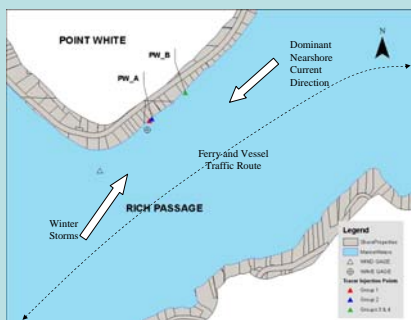 POINT WHITE
PW_B
PW_A
Dominant
Nearshore
Current
Direction
N
Ferry and Vessel
Traffic Route
Winter
Storms
RICH PASSAGE
Legend
ShoreProperties
MarineWaters
WIND GAGE
WAVE GAGE
Tracer Injection Points
Group 1
Group 2
Groups 3 & 4